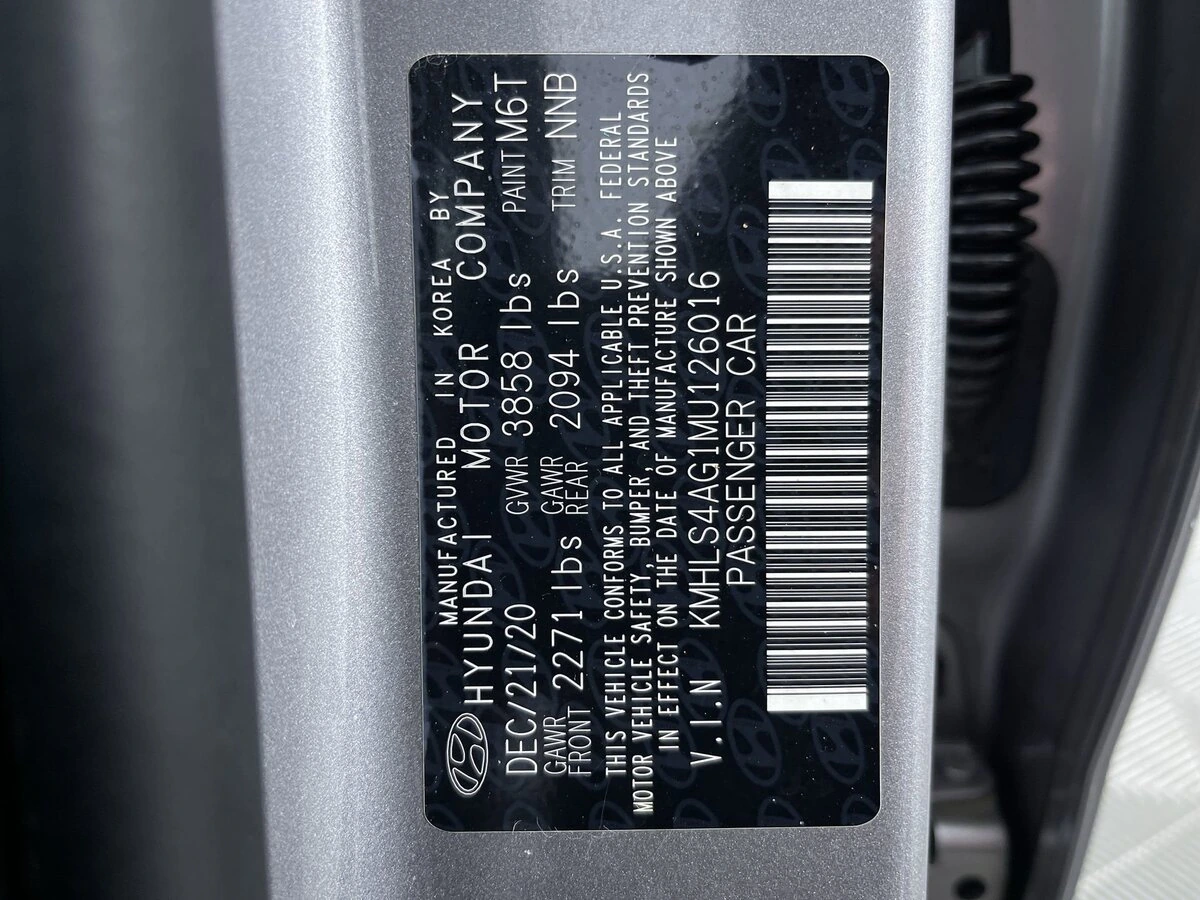 MANUFACTURED IN KOREA BY
HYUNDAI MOTOR COMPANY
DEC/21/20 GVWR 3858 lbs PAINT M6T
GAWR FRONT 2271 lbs GAWR REAR 2094 lbs TRIM NNB
THIS VEHICLE CONFORMS TO ALL APPLICABLE U.S.A. FEDERAL
MOTOR VEHICLE SAFETY, BUMPER, AND THEFT PREVENTION STANDARDS
IN EFFECT ON THE DATE OF MANUFACTURE SHOWN ABOVE
V.I.N KMHLS4AG1MU126016
PASSENGER CAR